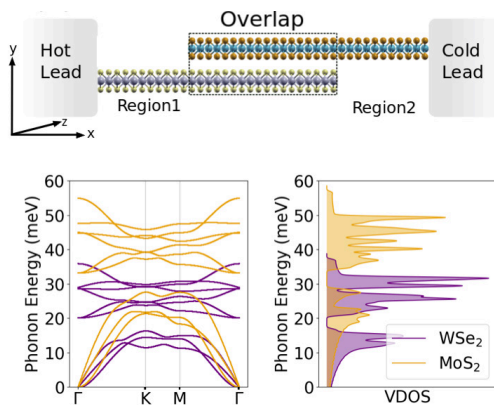 Overlap
Hot
Lead
Cold
Lead
Region1
Region2
y
z
x
60
50
40
30
20
10
0
Phonon Energy (meV)
Γ K M Γ
60
50
40
30
20
10
0
Phonon Energy (meV)
WSe₂
MoS₂
VDOS